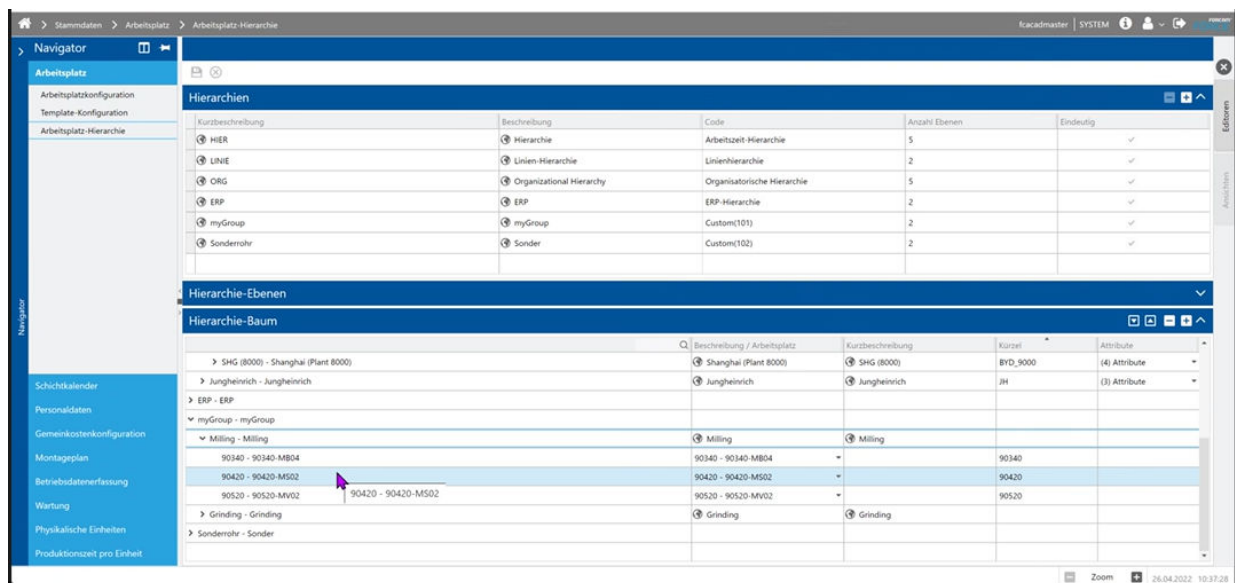 > Stammdaten > Arbeitsplatz > Arbeitsplatz-Hierarchie
fcacadmaster | SYSTEM
FORCAM
> Navigator
Arbeitsplatz
Arbeitsplatzkonfiguration
Template-Konfiguration
Arbeitsplatz-Hierarchie
Navigator
Schichtkalender
Personaldaten
Gemeinkostenkonfiguration
Montageplan
Betriebsdatenerfassung
Wartung
Physikalische Einheiten
Produktionszeit pro Einheit
Hierarchien
Kurzbeschreibung Beschreibung Code Anzahl Ebenen Eindeutig
HIER Hierarchie Arbeitszeit-Hierarchie 5
LINIE Linien-Hierarchie Linienhierarchie 2
ORG Organizational Hierarchy Organisatorische Hierarchie 5
ERP ERP ERP-Hierarchie 2
myGroup myGroup Custom(101) 2
Sonderrohr Sonder Custom(102) 2
Hierarchie-Ebenen
Hierarchie-Baum
Beschreibung / Arbeitsplatz Kurzbeschreibung Kürzel Attribute
> SHG (8000) - Shanghai (Plant 8000) Shanghai (Plant 8000) SHG (8000) BYD_9000 (4) Attribute
> Jungheinrich - Jungheinrich Jungheinrich Jungheinrich JH (3) Attribute
> ERP - ERP
myGroup - myGroup
Milling - Milling Milling Milling
90340 - 90340-MB04 90340 - 90340-MB04 90340
90420 - 90420-MS02 90420 - 90420-MS02 90420
90520 - 90520-MV02 90520 - 90520-MV02 90520
90420 - 90420-MS02
> Grinding - Grinding Grinding Grinding
> Sonderrohr - Sonder
Editoren
Ansichten
Zoom 26.04.2022 10:37:28